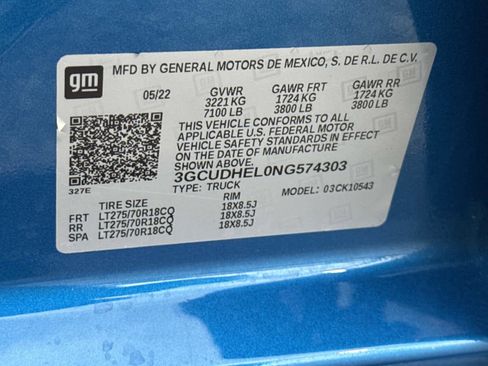 gm
MFD BY GENERAL MOTORS DE MEXICO, S. DE R.L. DE C.V.
05/22 GVWR GAWR FRT GAWR RR
3221 KG 1724 KG 1724 KG
7100 LB 3800 LB 3800 LB
THIS VEHICLE CONFORMS TO ALL
APPLICABLE U.S. FEDERAL MOTOR
VEHICLE SAFETY STANDARDS IN EFFECT
ON THE DATE OF MANUFACTURE
SHOWN ABOVE.
3GCUDHEL0NG574303
327E
TYPE: TRUCK MODEL: 03CK10543
TIRE SIZE RIM
FRT LT275/70R18CQ 18X8.5J
RR LT275/70R18CQ 18X8.5J
SPA LT275/70R18CQ 18X8.5J